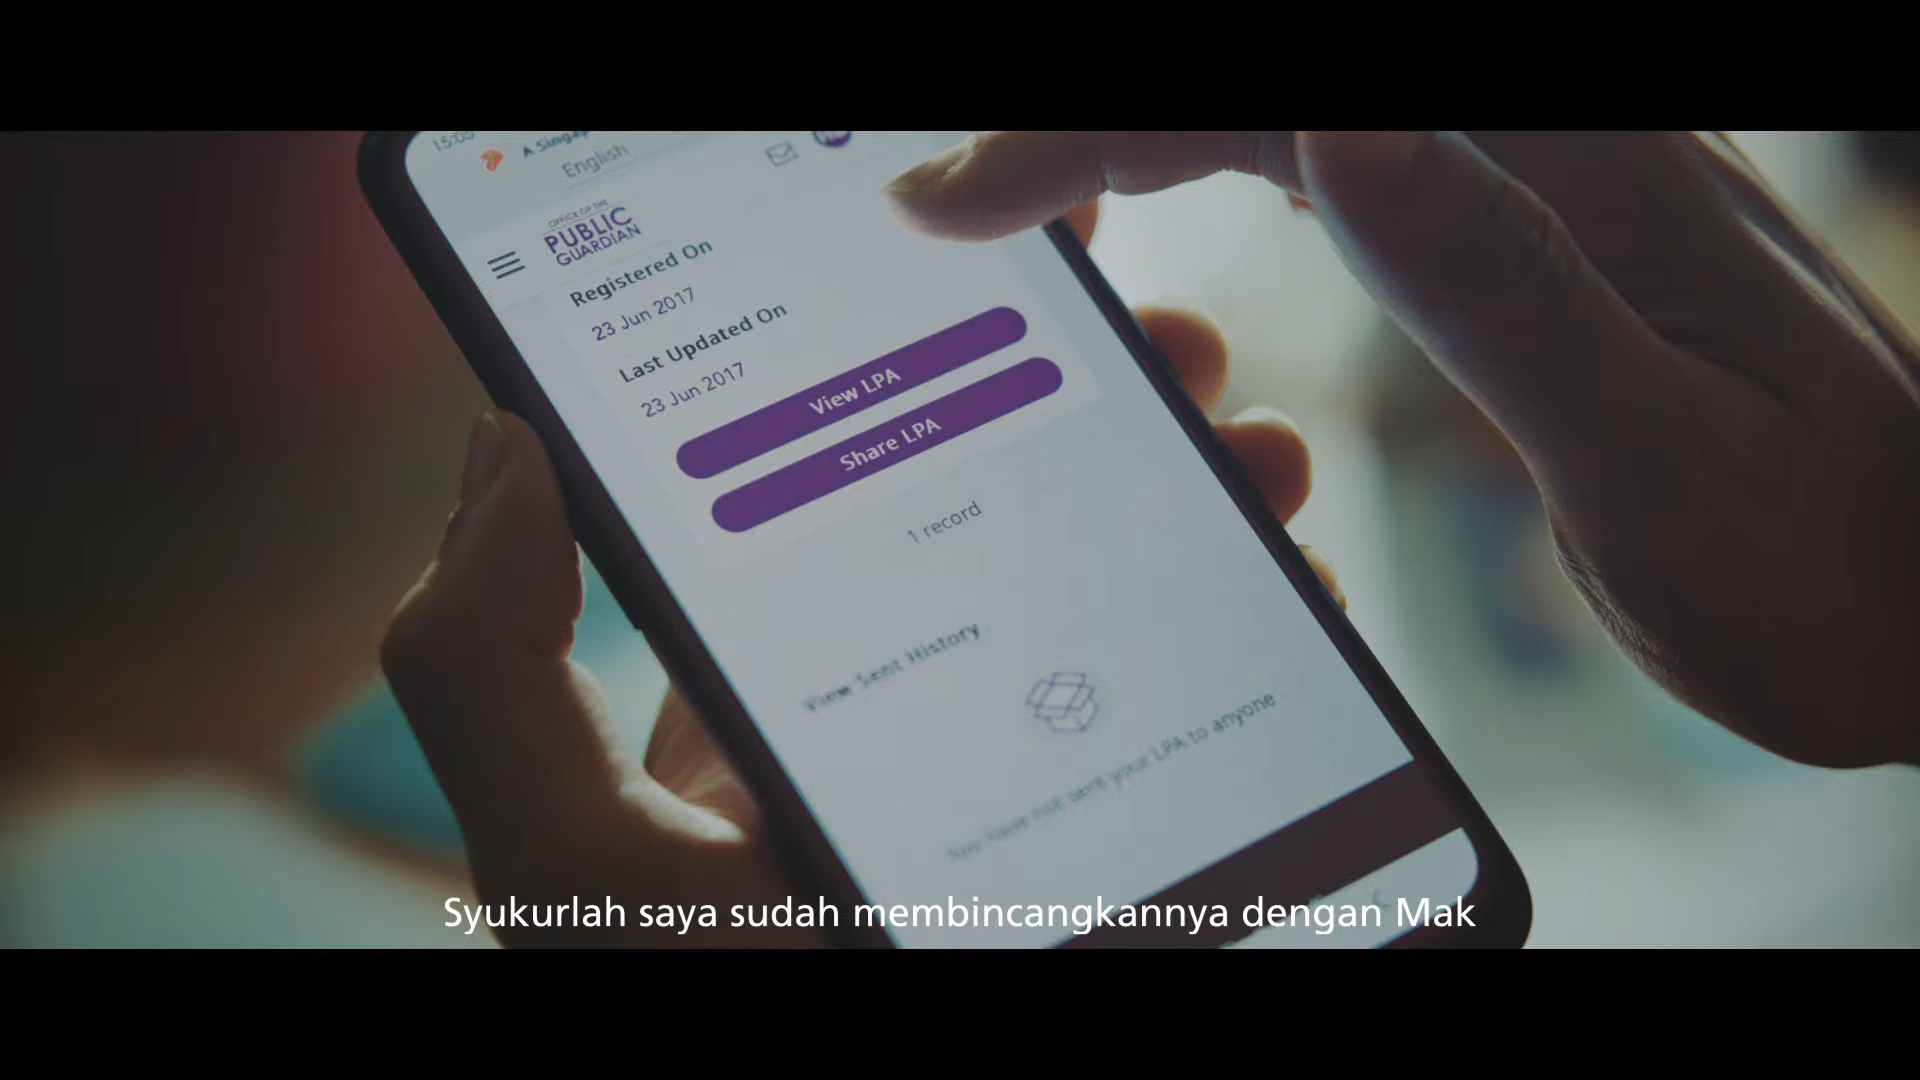 15:05
A Singap
English
OFFICE OF THE
PUBLIC
GUARDIAN
Registered On
23 Jun 2017
Last Updated On
23 Jun 2017
View LPA
Share LPA
1 record
View Sent History
You have not sent your LPA to anyone
Syukurlah saya sudah membincangkannya dengan Mak